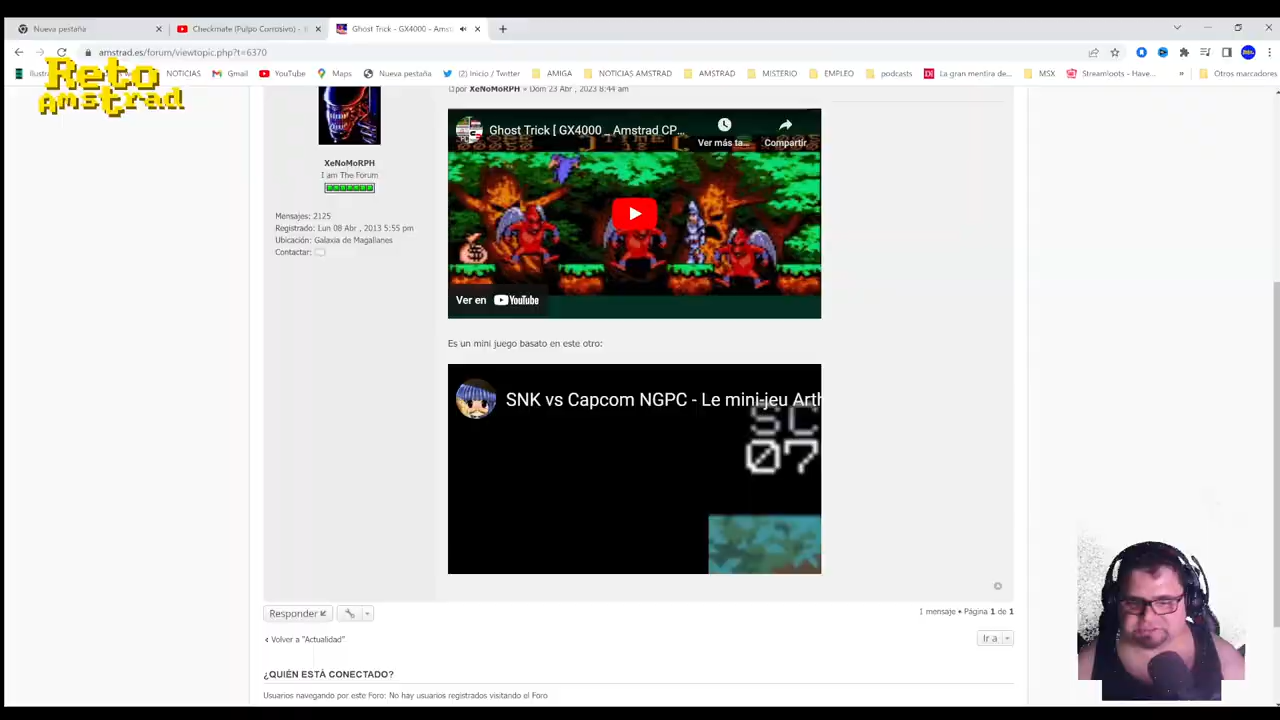 Nueva pestaña
Checkmate (Pulpo Corrosivo) -
Ghost Trick - GX4000 - Amst
amstrad.es/forum/viewtopic.php?t=6370
NOTICIAS
Gmail
YouTube
Maps
Nueva pestaña
(2) Inicio / Twitter
AMIGA
NOTICIAS AMSTRAD
AMSTRAD
MISTERIO
EMPLEO
podcasts
La gran mentira de...
MSX
Streamloots - Have...
»
Otros marcadores
Reto
Amstrad
por XeNoMoRPH » Dom 23 Abr , 2023 8:44 am
Ghost Trick [ GX4000 _ Amstrad CP...
Ver más ta...
Compartir
XeNoMoRPH
I am The Forum
Mensajes: 2125
Registrado: Lun 08 Abr , 2013 5:55 pm
Ubicación: Galaxia de Magallanes
Contactar:
Ver en YouTube
Es un mini juego basato en este otro:
SNK vs Capcom NGPC - Le mini-jeu Arth
SC
07
Responder
1 mensaje • Página 1 de 1
‹ Volver a "Actualidad"
Ir a
¿QUIÉN ESTÁ CONECTADO?
Usuarios navegando por este Foro: No hay usuarios registrados visitando el Foro